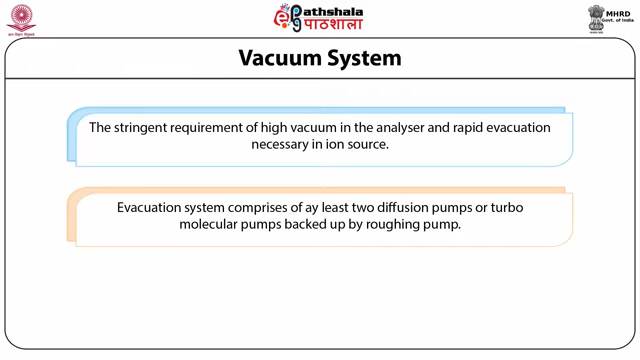 ePathshala
पाठशाला
MHRD
Govt. of India
Vacuum System
The stringent requirement of high vacuum in the analyser and rapid evacuation
necessary in ion source.
Evacuation system comprises of ay least two diffusion pumps or turbo
molecular pumps backed up by roughing pump.